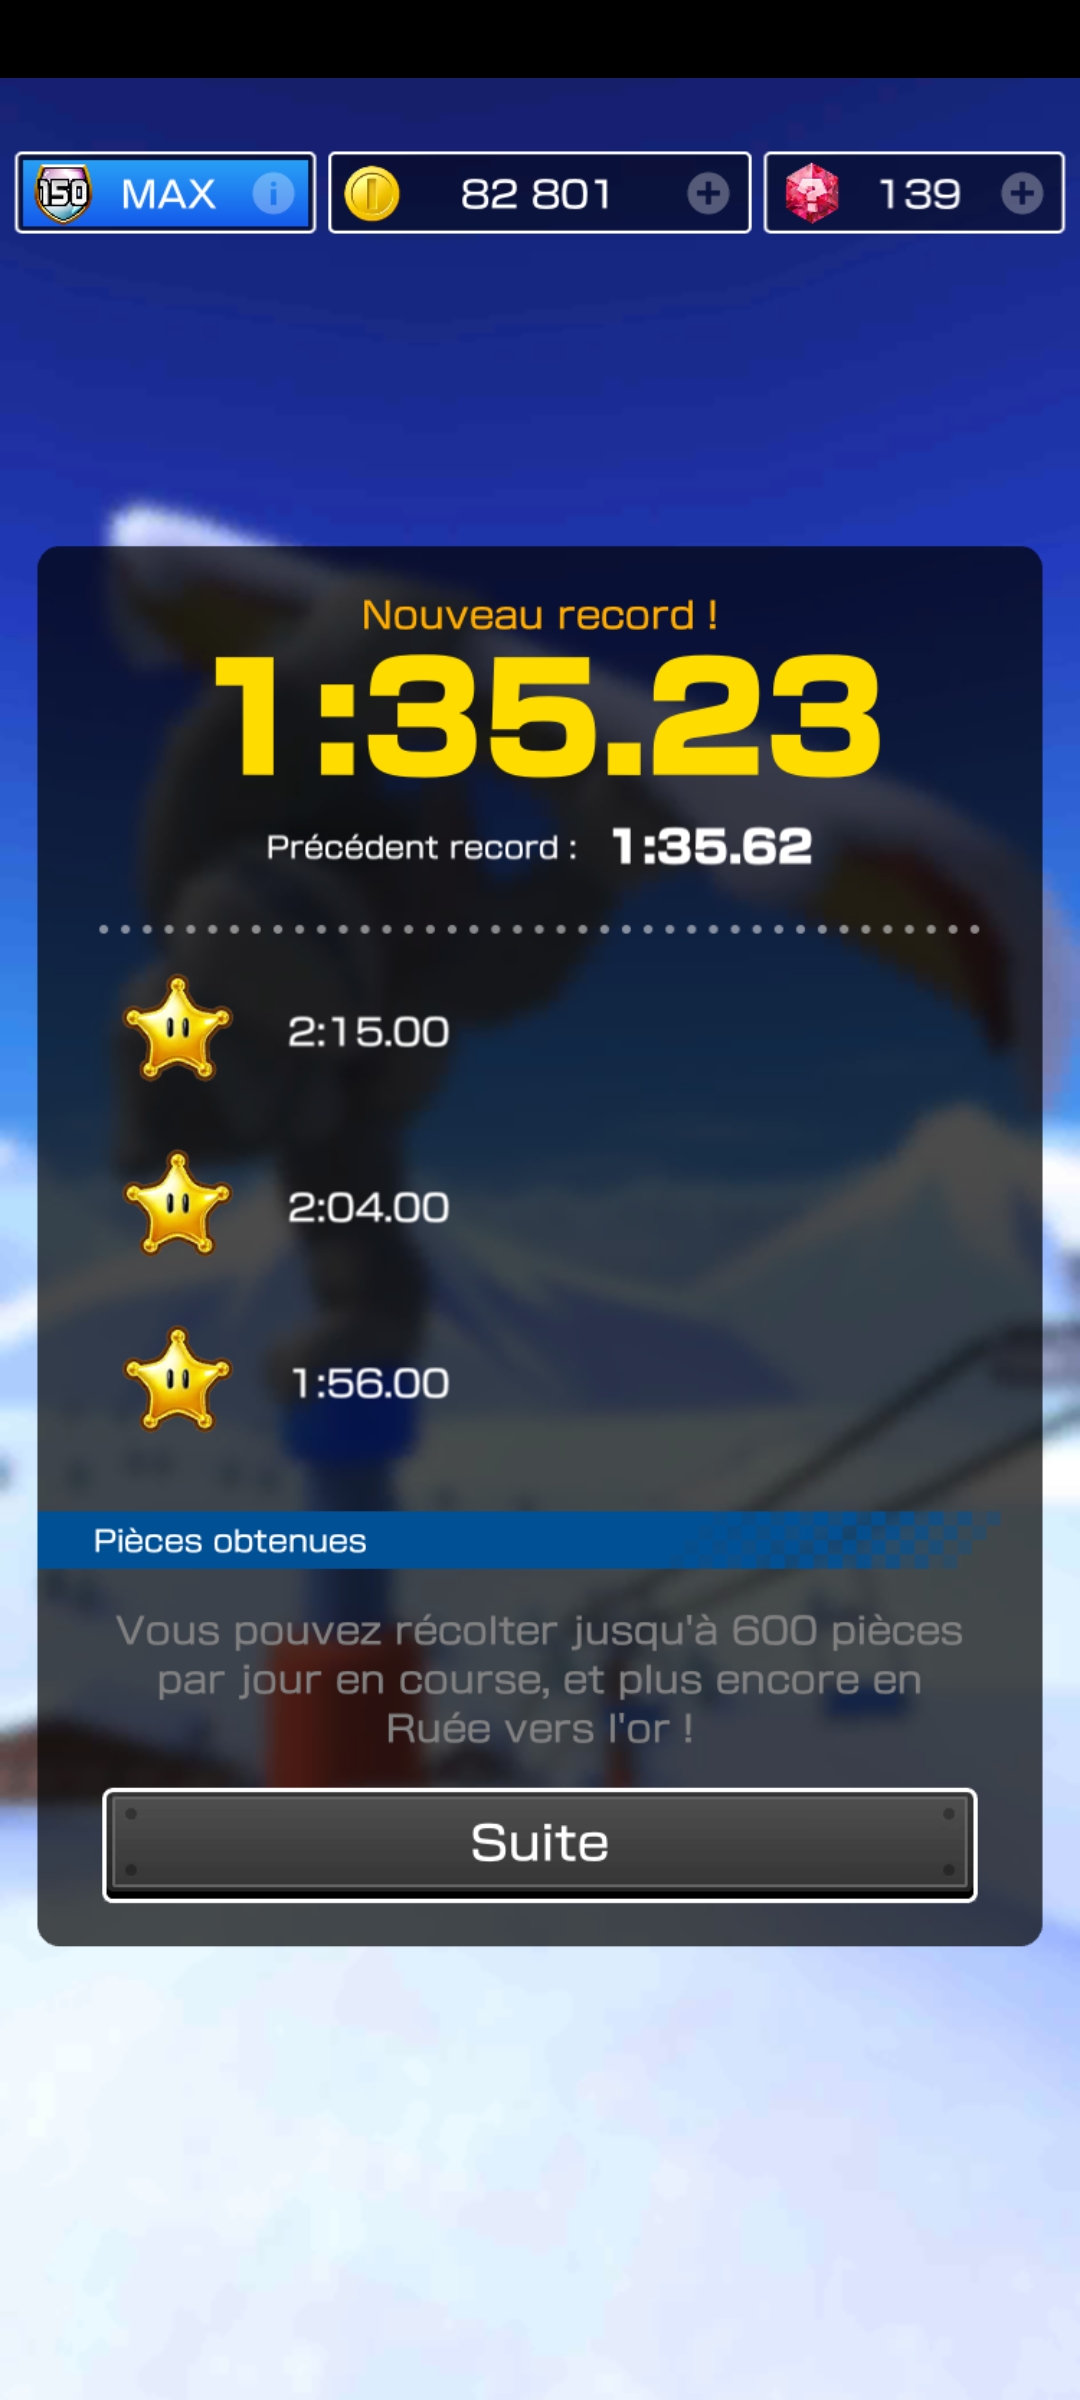 150 MAX i 82 801 + ? 139 +
Nouveau record !
1:35.23
Précédent record : 1:35.62
2:15.00
2:04.00
1:56.00
Pièces obtenues
Vous pouvez récolter jusqu'à 600 pièces
par jour en course, et plus encore en
Ruée vers l'or !
Suite